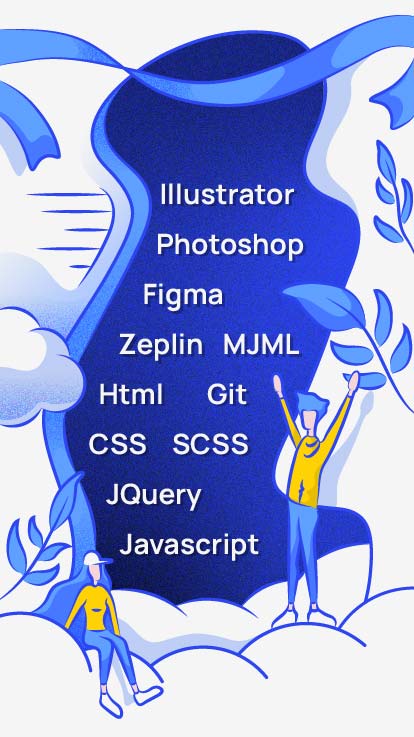 Illustrator
Photoshop
Figma
Zeplin MJML
Html Git
CSS SCSS
JQuery
Javascript